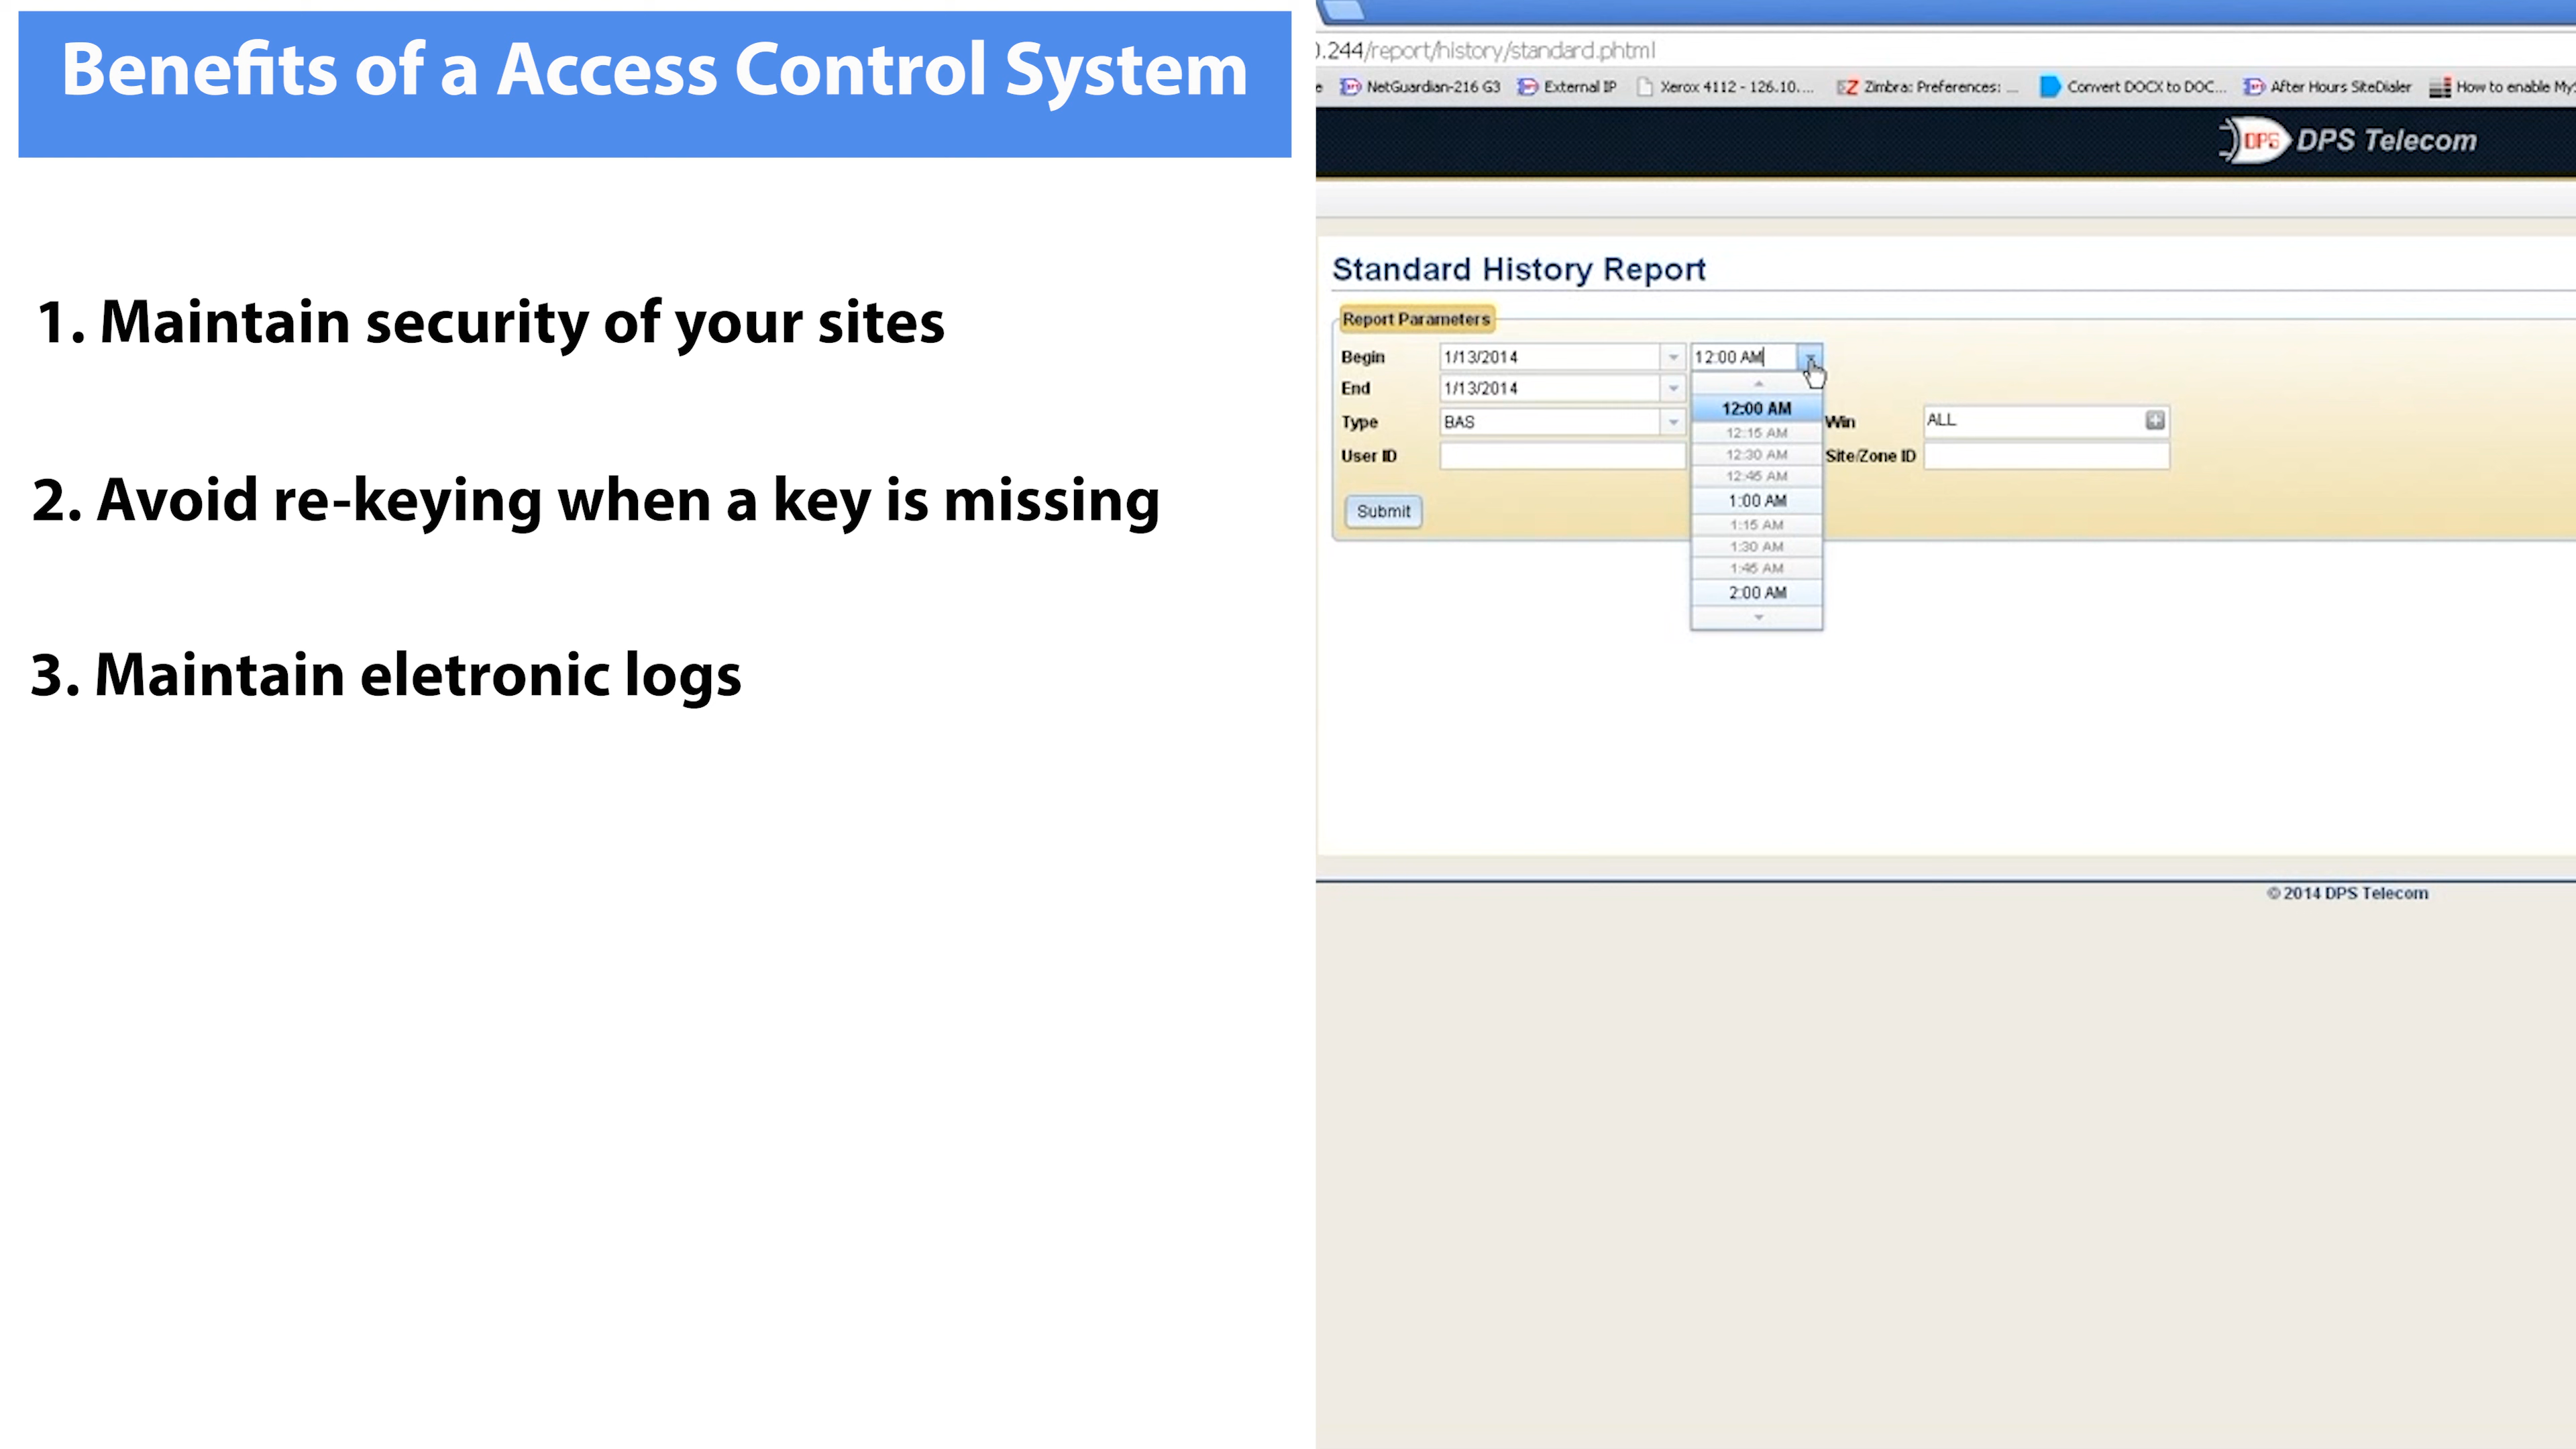 Benefits of a Access Control System
1. Maintain security of your sites
2. Avoid re-keying when a key is missing
3. Maintain eletronic logs
.244/report/history/standard.phtml
e NetGuardian-216 G3 External IP Xerox 4112 - 126.10.... Zimbra: Preferences: ... Convert DOCX to DOC... After Hours SiteDialer How to enable My
DPS DPS Telecom
Standard History Report
Report Parameters
Begin 1/13/2014 12:00 AM
End 1/13/2014
12:00 AM
Type BAS Win ALL
12:15 AM
12:30 AM
User ID Site/Zone ID
12:45 AM
1:00 AM
Submit
1:15 AM
1:30 AM
1:45 AM
2:00 AM
© 2014 DPS Telecom